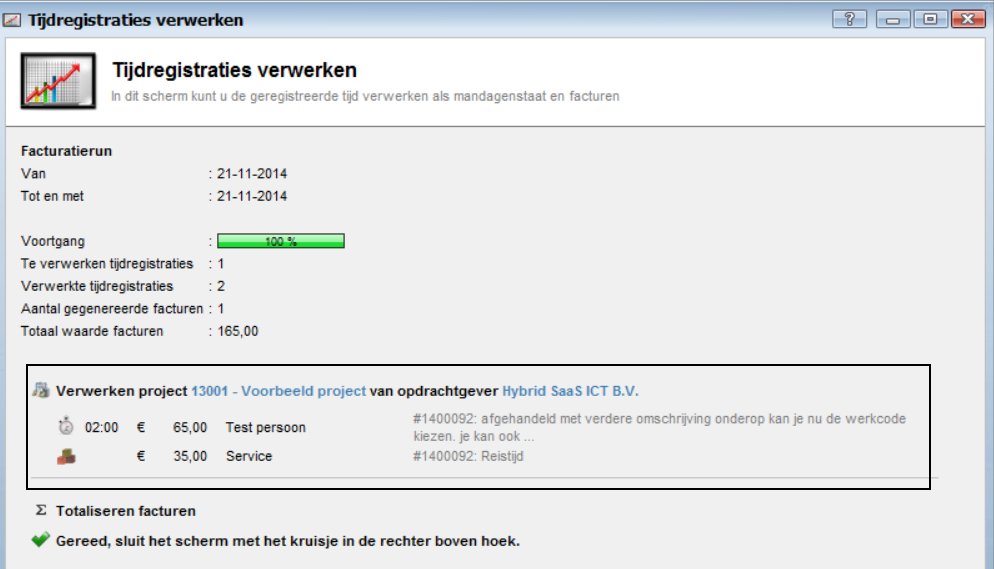 Tijdregistraties verwerken
?
Tijdregistraties verwerken
In dit scherm kunt u de geregistreerde tijd verwerken als mandagenstaat en facturen
Facturatierun
Van : 21-11-2014
Tot en met : 21-11-2014
Voortgang : 100 %
Te verwerken tijdregistraties : 1
Verwerkte tijdregistraties : 2
Aantal gegenereerde facturen : 1
Totaal waarde facturen : 165,00
Verwerken project 13001 - Voorbeeld project van opdrachtgever Hybrid SaaS ICT B.V.
02:00 € 65,00 Test persoon #1400092: afgehandeld met verdere omschrijving onderop kan je nu de werkcode
kiezen. je kan ook ...
€ 35,00 Service #1400092: Reistijd
Σ Totaliseren facturen
Gereed, sluit het scherm met het kruisje in de rechter boven hoek.